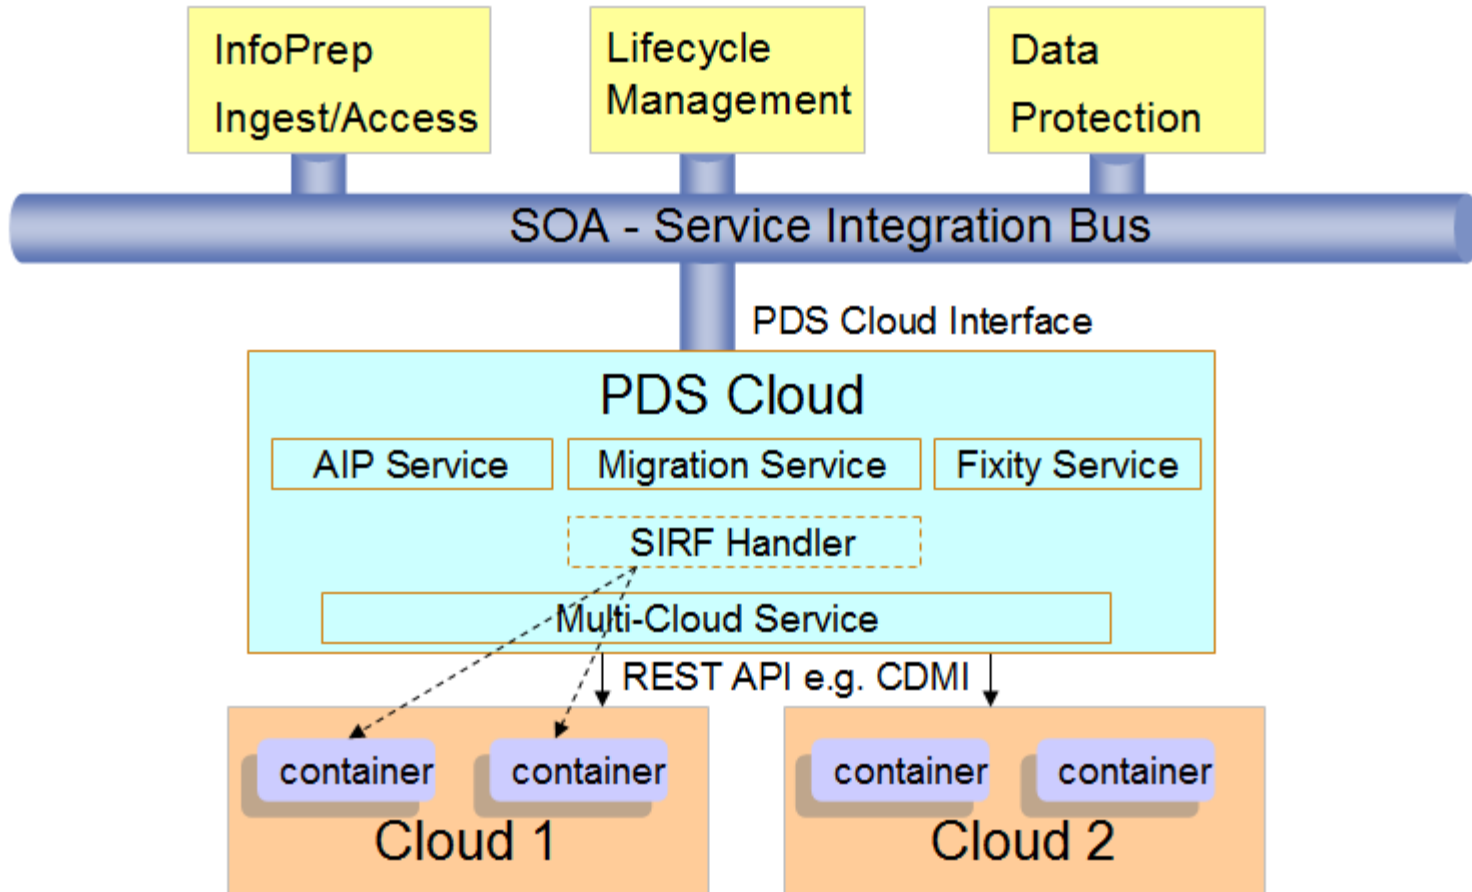 InfoPrep
Ingest/Access
Lifecycle
Management
Data
Protection
SOA - Service Integration Bus
PDS Cloud Interface
PDS Cloud
AIP Service
Migration Service
Fixity Service
SIRF Handler
Multi-Cloud Service
REST API e.g. CDMI
container
container
container
container
Cloud 1
Cloud 2